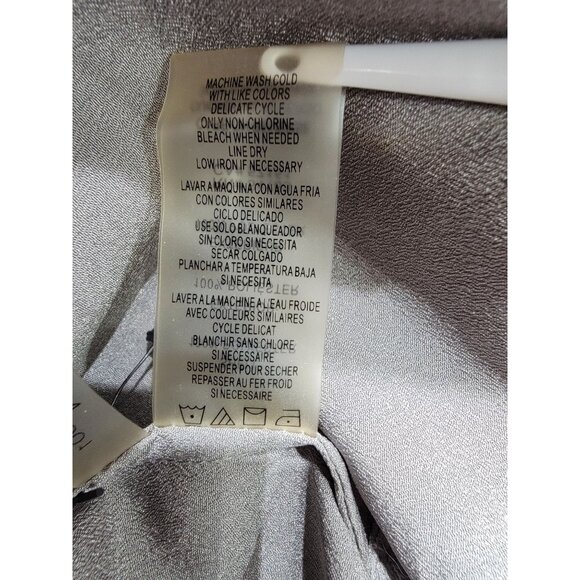 MACHINE WASH COLD
WITH LIKE COLORS
DELICATE CYCLE
ONLY NON-CHLORINE
BLEACH WHEN NEEDED
LINE DRY
LOW IRON IF NECESSARY
LAVAR A MAQUINA CON AGUA FRIA
CON COLORES SIMILARES
CICLO DELICADO
USE SOLO BLANQUEADOR
SIN CLORO SI NECESITA
SECAR COLGADO
PLANCHAR A TEMPERATURA BAJA
SI NECESITA
100% POLYESTER
LAVER A LA MACHINE A L'EAU FROIDE
AVEC COULEURS SIMILAIRES
CYCLE DELICAT
BLANCHIR SANS CHLORE
SI NECESSAIRE
SUSPENDER POUR SECHER
REPASSER AU FER FROID
SI NECESSAIRE